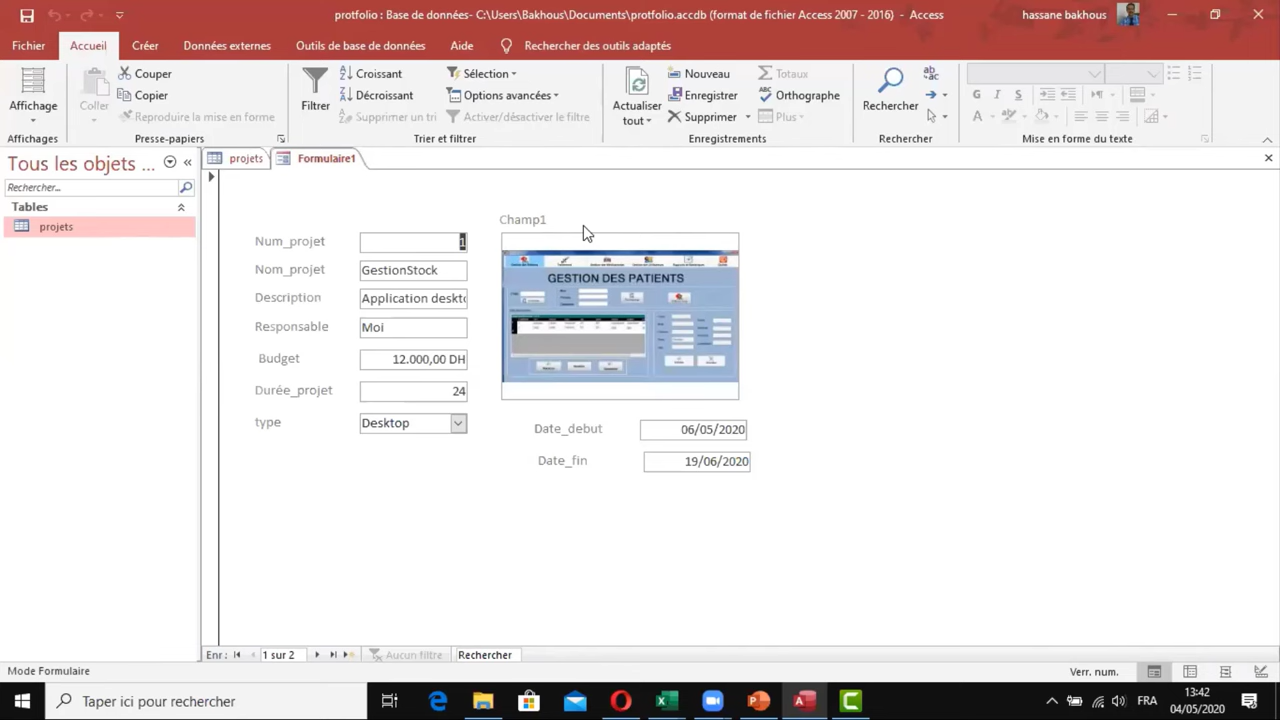 protfolio : Base de données- C:\Users\Bakhous\Documents\protfolio.accdb (format de fichier Access 2007 - 2016) - Access
hassane bakhous
Fichier
Accueil
Créer
Données externes
Outils de base de données
Aide
Rechercher des outils adaptés
Affichage
Affichages
Coller
Couper
Copier
Reproduire la mise en forme
Presse-papiers
Filtrer
Croissant
Décroissant
Supprimer un tri
Sélection
Options avancées
Activer/désactiver le filtre
Trier et filtrer
Actualiser
tout
Nouveau
Enregistrer
Supprimer
Totaux
Orthographe
Plus
Enregistrements
Rechercher
Rechercher
G I S
A
Mise en forme du texte
Tous les objets ...
Rechercher...
Tables
projets
projets
Formulaire1
Num_projet
1
Nom_projet
GestionStock
Description
Application deskto
Responsable
Moi
Budget
12.000,00 DH
Durée_projet
24
type
Desktop
Champ1
GESTION DES PATIENTS
Date_debut
06/05/2020
Date_fin
19/06/2020
Enr :
1 sur 2
Aucun filtre
Rechercher
Mode Formulaire
Verr. num.
Taper ici pour rechercher
FRA
13:42
04/05/2020